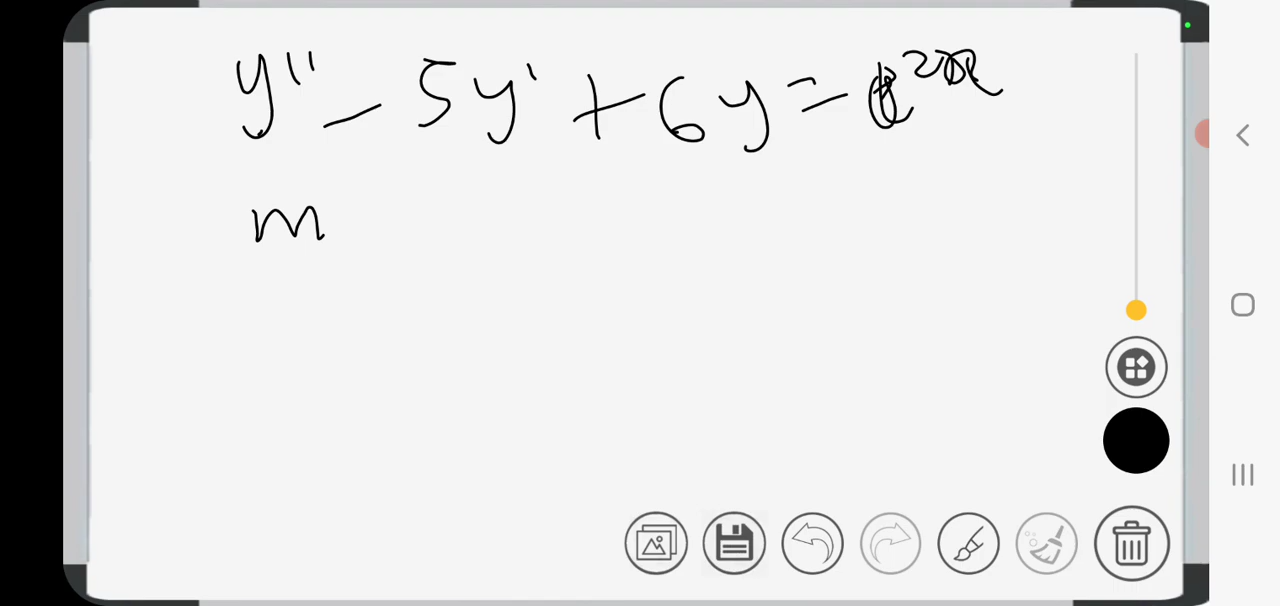 y'' - 5y' + 6y = e^{2x}
m